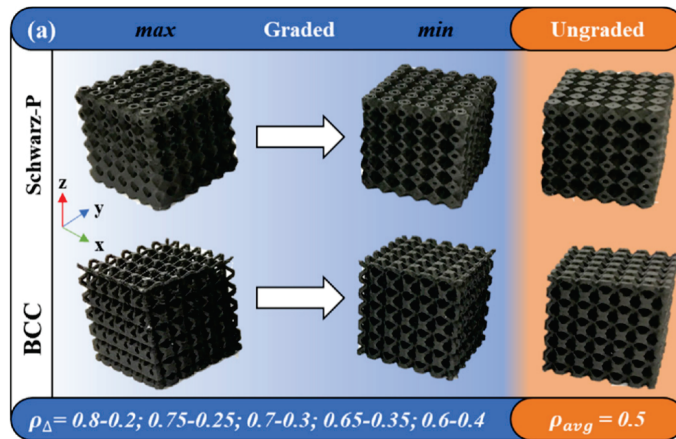 (a) max Graded min Ungraded
Schwarz-P
z
y
x
BCC
ρΔ= 0.8-0.2; 0.75-0.25; 0.7-0.3; 0.65-0.35; 0.6-0.4 ρavg = 0.5